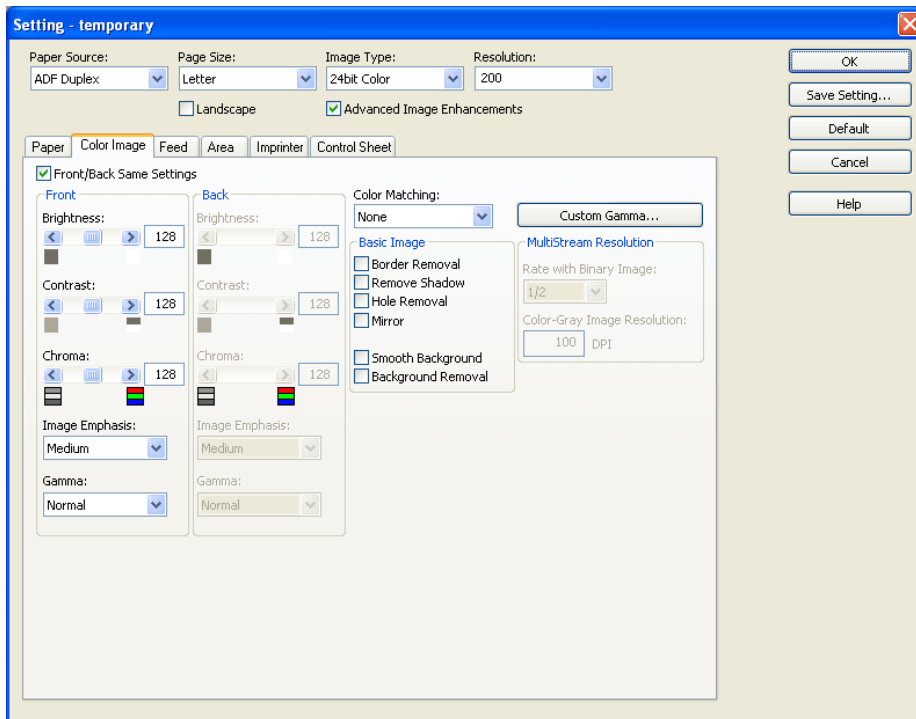 Setting - temporary
Paper Source: Page Size: Image Type: Resolution:
ADF Duplex Letter 24bit Color 200 OK
Landscape Advanced Image Enhancements Save Setting...
Default
Paper Color Image Feed Area Imprinter Control Sheet
Cancel
Front/Back Same Settings
Front Back Color Matching:
Help
Brightness: Brightness: None Custom Gamma...
128 128 Basic Image MultiStream Resolution
Border Removal Rate with Binary Image:
Contrast: Contrast: Remove Shadow 1/2
128 128 Hole Removal
Mirror Color-Gray Image Resolution:
100 DPI
Chroma: Chroma: Smooth Background
128 128 Background Removal
Image Emphasis: Image Emphasis:
Medium Medium
Gamma: Gamma:
Normal Normal